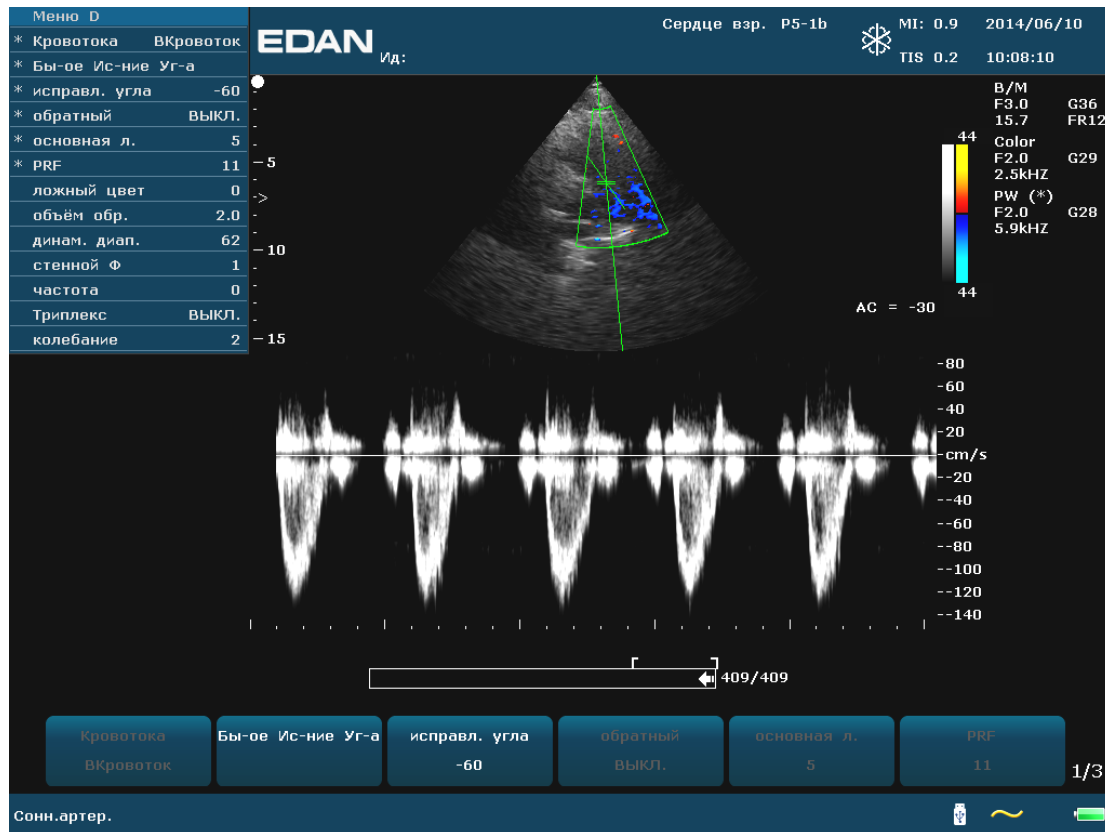 Меню D
* Кровотока ВКровоток
* Бы-ое Ис-ние Уг-а
* исправл. угла -60
* обратный ВЫКЛ.
* основная л. 5
* PRF 11
ложный цвет 0
объём обр. 2.0
динам. диап. 62
стенной Ф 1
частота 0
Триплекс ВЫКЛ.
колебание 2
EDAN
Ид:
Сердце взр. P5-1b
MI: 0.9 2014/06/10
TIS 0.2 10:08:10
B/M
F3.0 G36
15.7 FR12
Color
F2.0 G29
2.5kHZ
PW (*)
F2.0 G28
5.9kHZ
44
44
AC = -30
-5
->
-10
-15
-80
-60
-40
-20
-cm/s
--20
--40
--60
--80
--100
--120
--140
409/409
Кровотока
ВКровоток
Бы-ое Ис-ние Уг-а
исправл. угла
-60
обратный
ВЫКЛ.
основная л.
5
PRF
11
1/3
Сонн.артер.